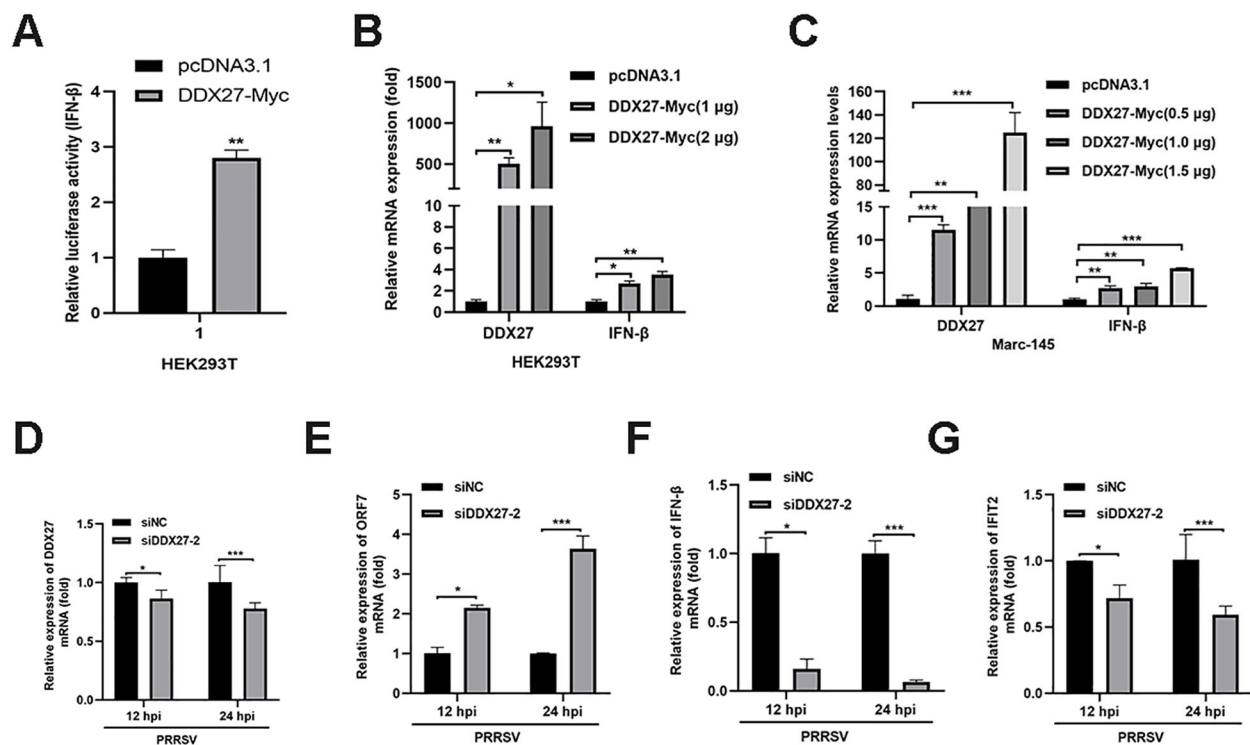 A
pcDNA3.1
DDX27-Myc
Relative luciferase activity (IFN-β)
4
3
2
1
0
**
1
HEK293T
B
pcDNA3.1
DDX27-Myc(1 μg)
DDX27-Myc(2 μg)
Relative mRNA expression (fold)
1500
1000
500
10
8
6
4
2
0
*
**
**
*
DDX27
IFN-β
HEK293T
C
pcDNA3.1
DDX27-Myc(0.5 μg)
DDX27-Myc(1.0 μg)
DDX27-Myc(1.5 μg)
Relative mRNA expression levels
160
140
120
100
80
60
15
10
5
0
***
**
***
***
**
**
DDX27
IFN-β
Marc-145
D
siNC
siDDX27-2
Relative expression of DDX27
mRNA (fold)
1.5
1.0
0.5
0.0
*
***
12 hpi
24 hpi
PRRSV
E
siNC
siDDX27-2
Relative expression of ORF7
mRNA (fold)
5
4
3
2
1
0
*
***
12 hpi
24 hpi
PRRSV
F
siNC
siDDX27-2
Relative expression of IFN-β
mRNA (fold)
1.5
1.0
0.5
0.0
*
***
12 hpi
24 hpi
PRRSV
G
siNC
siDDX27-2
Relative expression of IFIT2
mRNA (fold)
1.5
1.0
0.5
0.0
*
***
12 hpi
24 hpi
PRRSV